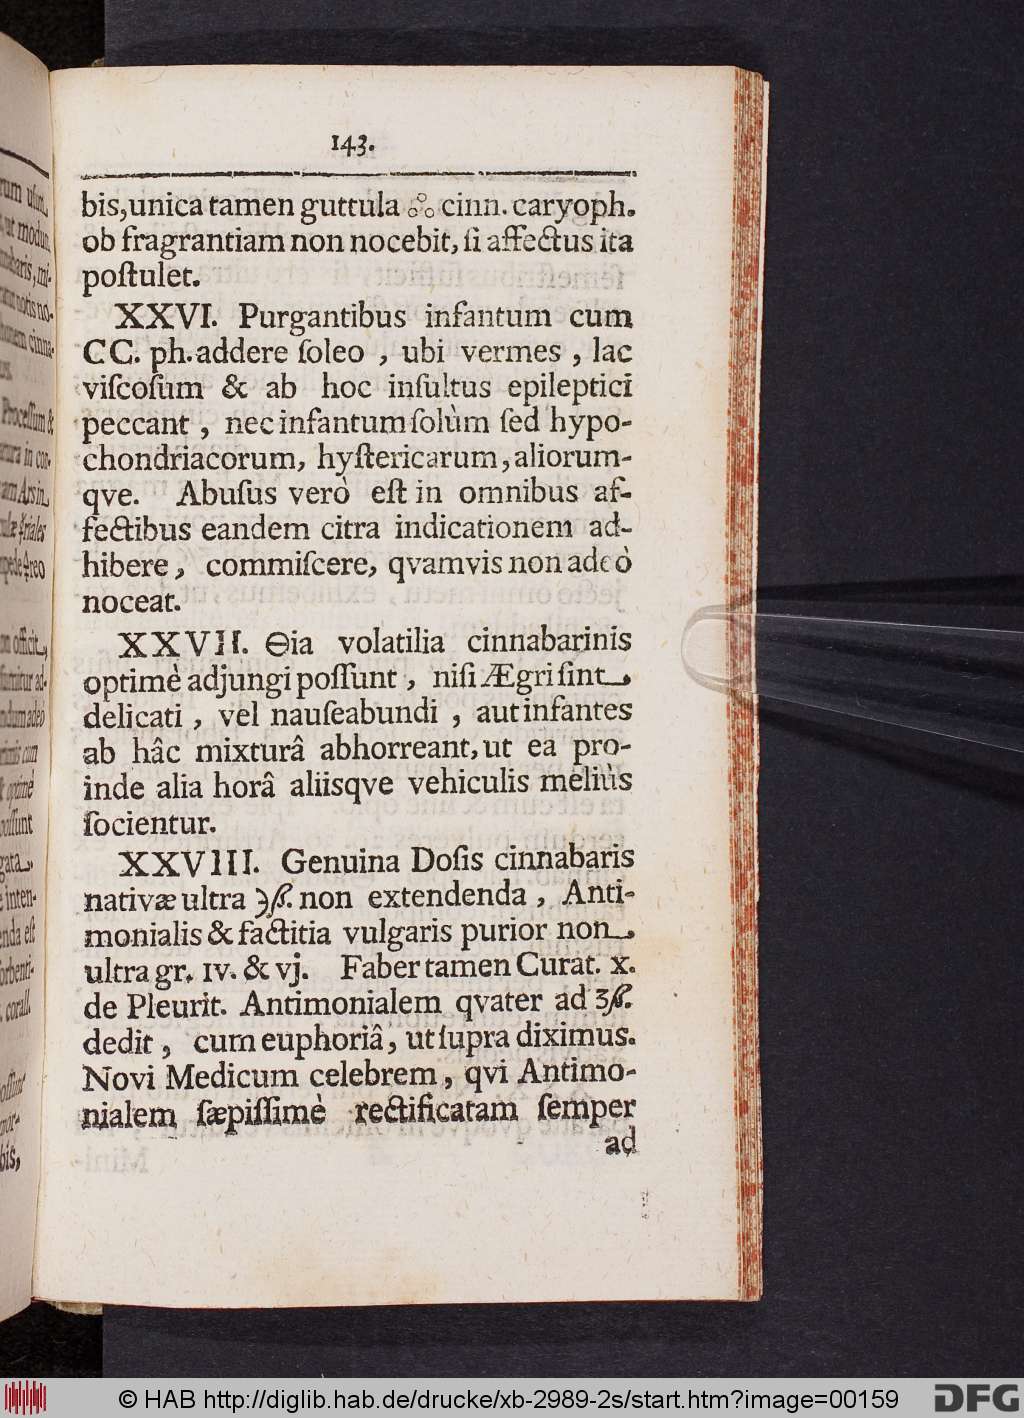 143.
bis, unica tamen guttula ஃ cinn. caryoph.
ob fragrantiam non nocebit, ſi affectus ita
poſtulet.
XXVI. Purgantibus infantum cum
CC. ph. addere ſoleo , ubi vermes , lac
viſcoſum & ab hoc inſultus epileptici
peccant , nec infantum ſolùm ſed hypo-
chondriacorum, hyſtericarum, aliorum-
qve. Abuſus verò eſt in omnibus af-
fectibus eandem citra indicationem ad-
hibere , commiſcere, qvamvis non adeò
noceat.
XXVII. Θia volatilia cinnabarinis
optimè adjungi poſſunt , niſi Ægri ſint,
delicati , vel nauſeabundi , aut infantes
ab hâc mixturâ abhorreant, ut ea pro-
inde alia horâ aliisqve vehiculis meliùs
ſocientur.
XXVIII. Genuina Doſis cinnabaris
nativæ ultra ℈ß. non extendenda , Anti-
monialis & factitia vulgaris purior non,
ultra gr. IV. & vj. Faber tamen Curat. X.
de Pleurit. Antimonialem qvater ad ʒß.
dedit , cum euphoriâ, ut ſupra diximus.
Novi Medicum celebrem , qvi Antimo-
nialem ſæpiſſimè rectificatam ſemper
ad
© HAB http://diglib.hab.de/drucke/xb-2989-2s/start.htm?image=00159
DFG